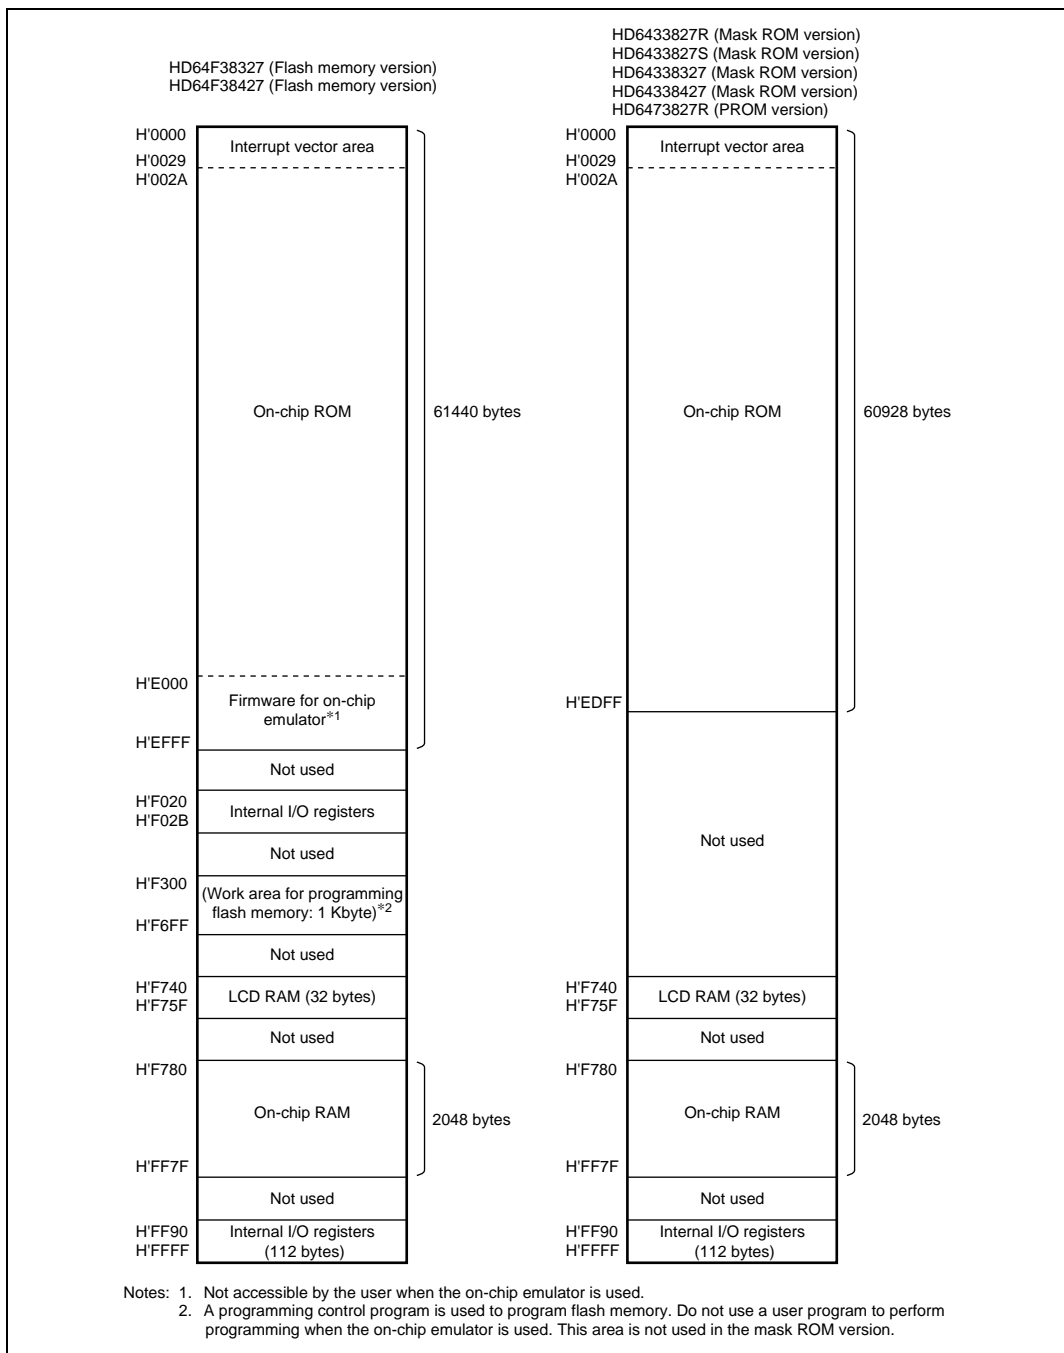 HD64F38327 (Flash memory version)
HD64F38427 (Flash memory version)
H'0000
Interrupt vector area
H'0029
H'002A
On-chip ROM
61440 bytes
H'E000
Firmware for on-chip
emulator*1
H'EFFF
Not used
H'F020
Internal I/O registers
H'F02B
Not used
H'F300
(Work area for programming
flash memory: 1 Kbyte)*2
H'F6FF
Not used
H'F740
LCD RAM (32 bytes)
H'F75F
Not used
H'F780
On-chip RAM
2048 bytes
H'FF7F
Not used
H'FF90
Internal I/O registers
H'FFFF
(112 bytes)
HD6433827R (Mask ROM version)
HD6433827S (Mask ROM version)
HD64338327 (Mask ROM version)
HD64338427 (Mask ROM version)
HD6473827R (PROM version)
H'0000
Interrupt vector area
H'0029
H'002A
On-chip ROM
60928 bytes
H'EDFF
Not used
H'F740
LCD RAM (32 bytes)
H'F75F
Not used
H'F780
On-chip RAM
2048 bytes
H'FF7F
Not used
H'FF90
Internal I/O registers
H'FFFF
(112 bytes)
Notes: 1. Not accessible by the user when the on-chip emulator is used.
2. A programming control program is used to program flash memory. Do not use a user program to perform
programming when the on-chip emulator is used. This area is not used in the mask ROM version.